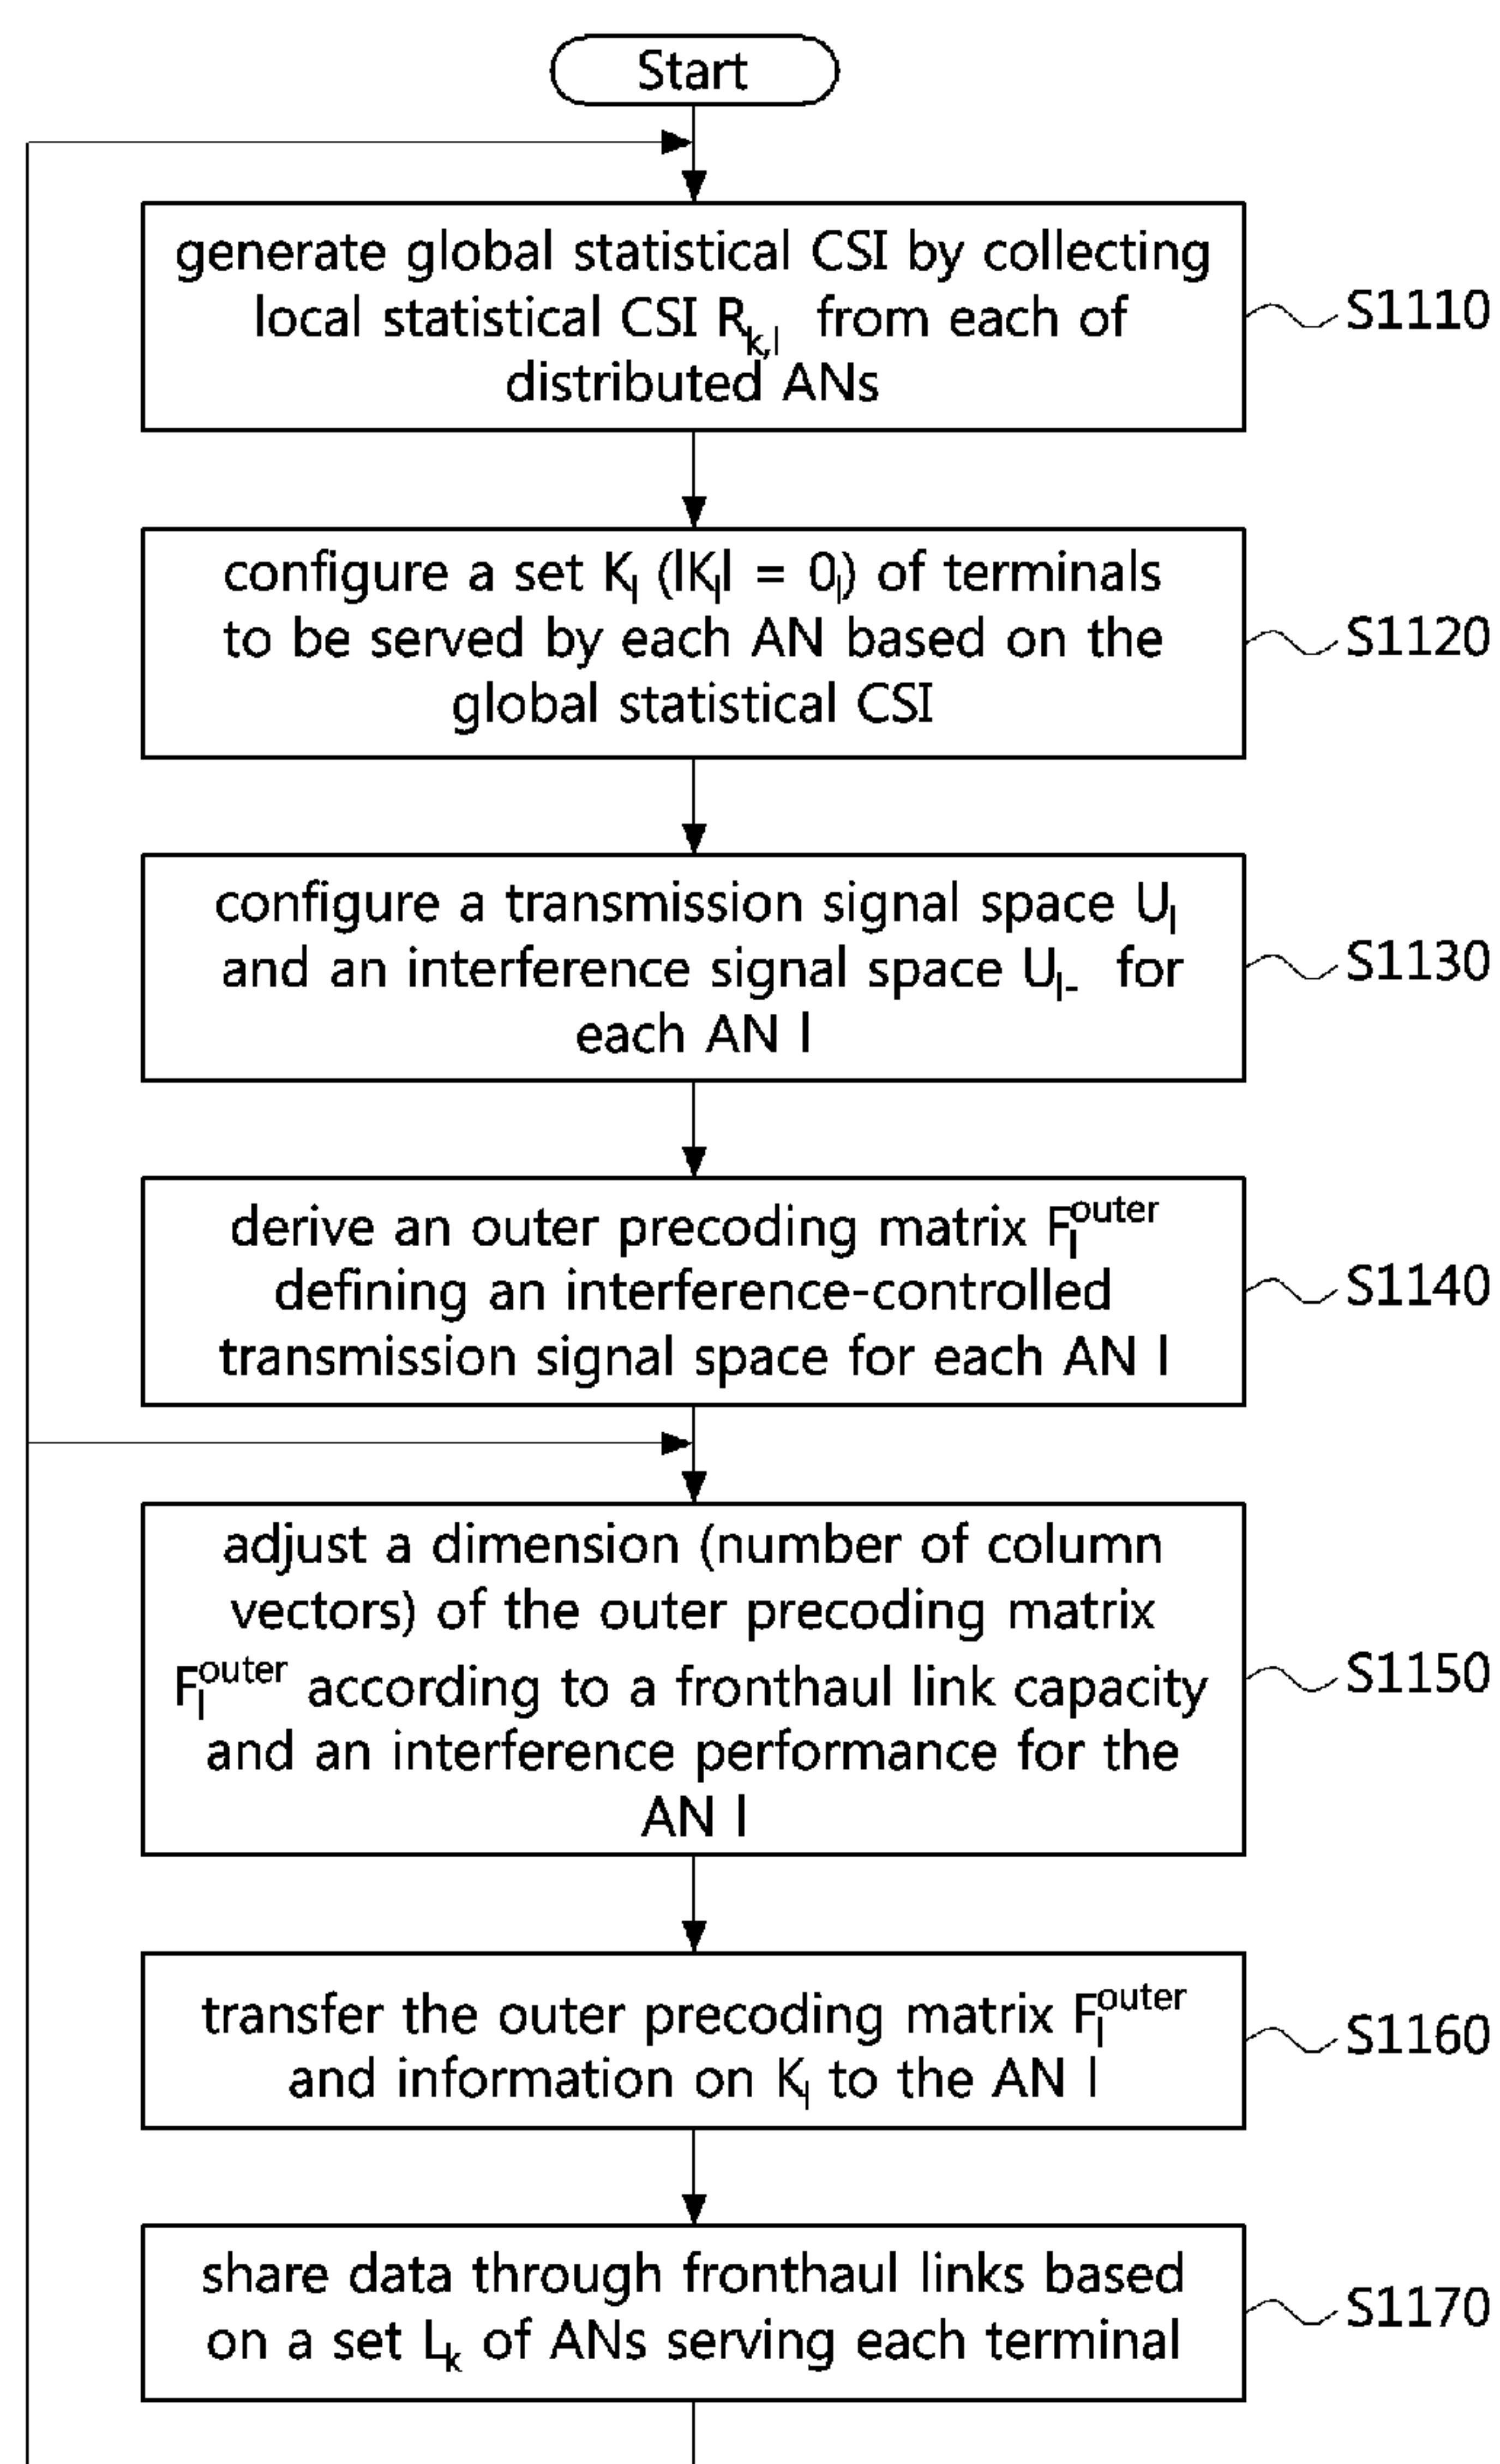 Start
generate global statistical CSI by collecting
local statistical CSI Rk,l from each of
distributed ANs
S1110
configure a set Kl (|Kl| = 0l) of terminals
to be served by each AN based on the
global statistical CSI
S1120
configure a transmission signal space Ul
and an interference signal space Ul- for
each AN l
S1130
derive an outer precoding matrix Fl^outer
defining an interference-controlled
transmission signal space for each AN l
S1140
adjust a dimension (number of column
vectors) of the outer precoding matrix
Fl^outer according to a fronthaul link capacity
and an interference performance for the
AN l
S1150
transfer the outer precoding matrix Fl^outer
and information on Kl to the AN l
S1160
share data through fronthaul links based
on a set Lk of ANs serving each terminal
S1170